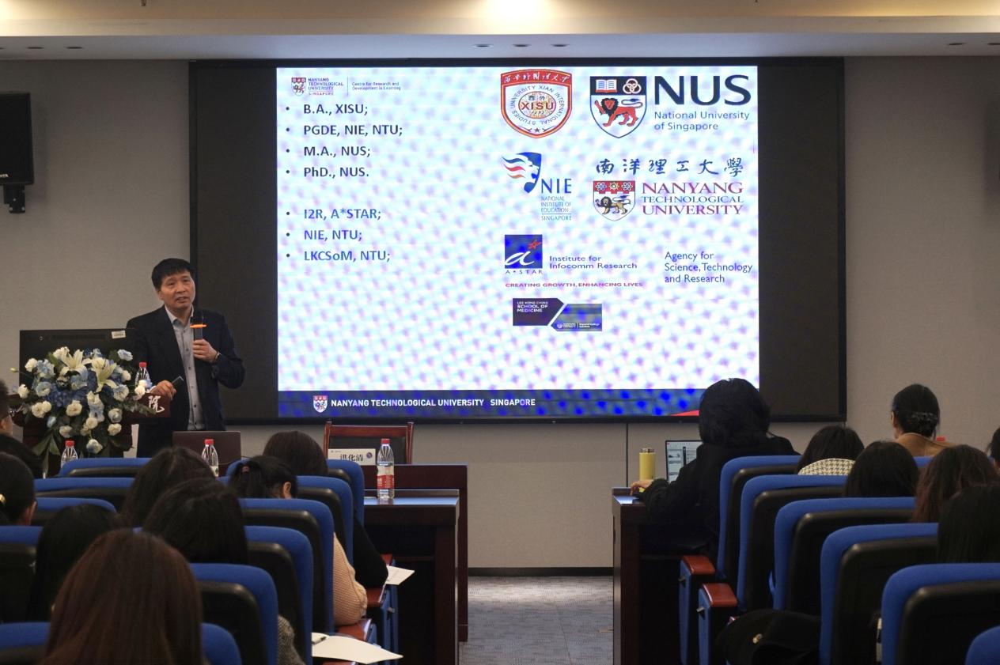 NANYANG
TECHNOLOGICAL
UNIVERSITY
SINGAPORE
Centre for Research and
Development in Learning
• B.A., XISU;
• PGDE, NIE, NTU;
• M.A., NUS;
• PhD., NUS.
• I2R, A*STAR;
• NIE, NTU;
• LKCSoM, NTU;
西安外国语大学
XIAN INTERNATIONAL STUDIES UNIVERSITY
西外
XISU
NUS
National University
of Singapore
NIE
NATIONAL
INSTITUTE OF
EDUCATION
SINGAPORE
南洋理工大學
NANYANG
TECHNOLOGICAL
UNIVERSITY
A*STAR
Institute for
Infocomm Research
Agency for
Science, Technology
and Research
CREATING GROWTH, ENHANCING LIVES
LEE KONG CHIAN
SCHOOL OF
MEDICINE
NANYANG TECHNOLOGICAL UNIVERSITY SINGAPORE
院
洪化清